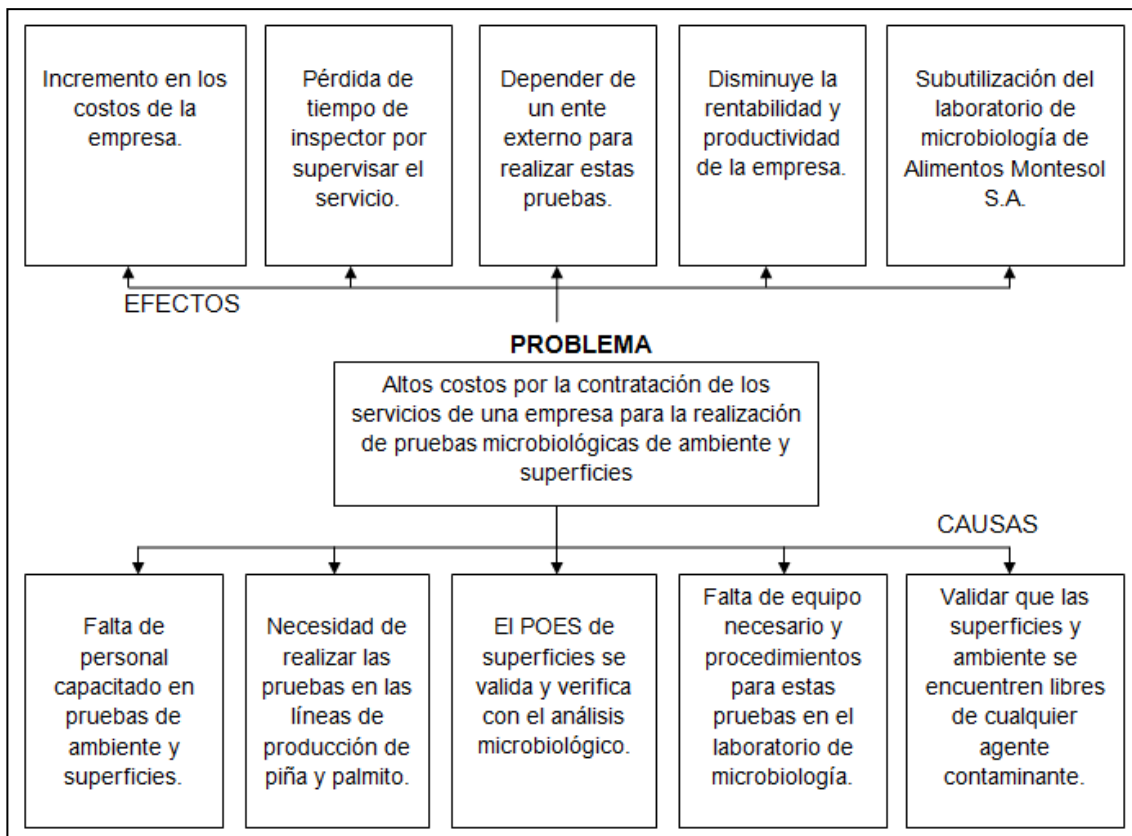 Incremento en los
costos de la
empresa.
Pérdida de
tiempo de
inspector por
supervisar el
servicio.
Depender de
un ente
externo para
realizar estas
pruebas.
Disminuye la
rentabilidad y
productividad
de la empresa.
Subutilización del
laboratorio de
microbiología de
Alimentos Montesol
S.A.
EFECTOS
PROBLEMA
Altos costos por la contratación de los
servicios de una empresa para la realización
de pruebas microbiológicas de ambiente y
superficies
CAUSAS
Falta de
personal
capacitado en
pruebas de
ambiente y
superficies.
Necesidad de
realizar las
pruebas en las
líneas de
producción de
piña y palmito.
El POES de
superficies se
valida y verifica
con el análisis
microbiológico.
Falta de equipo
necesario y
procedimientos
para estas
pruebas en el
laboratorio de
microbiología.
Validar que las
superficies y
ambiente se
encuentren libres
de cualquier
agente
contaminante.